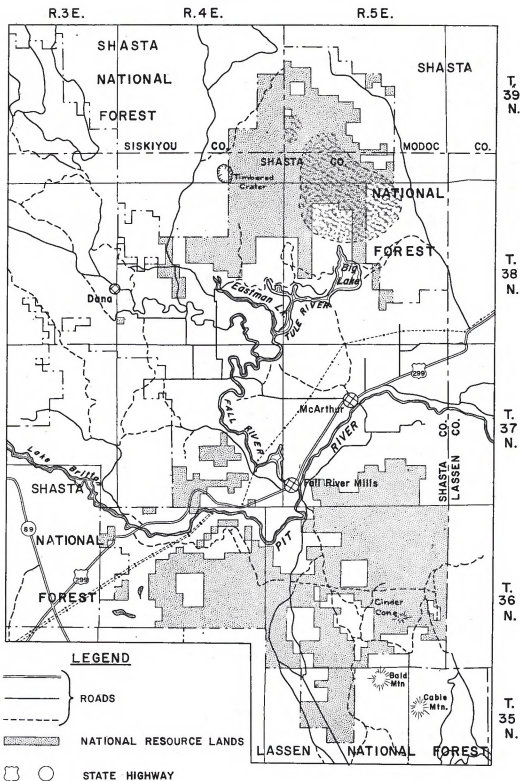 R.3E. R.4E. R.5E.
SHASTA
NATIONAL
FOREST
SHASTA
T. 39 N.
SISKIYOU CO. MODOC CO.
SHASTA CO.
Timbered Crater
NATIONAL
FOREST
T. 38 N.
Big Lake
Dana
Eastman L.
TULE RIVER
299
McArthur
FALL RIVER
RIVER
T. 37 N.
SHASTA CO.
LASSEN CO.
Lake Britton
SHASTA
Fall River Mills
PIT
89
NATIONAL
299
FOREST
Cinder Cone
T. 36 N.
LEGEND
ROADS
Bald Mtn
Cable Mtn.
T. 35 N.
NATIONAL RESOURCE LANDS
LASSEN NATIONAL FOREST
STATE HIGHWAY